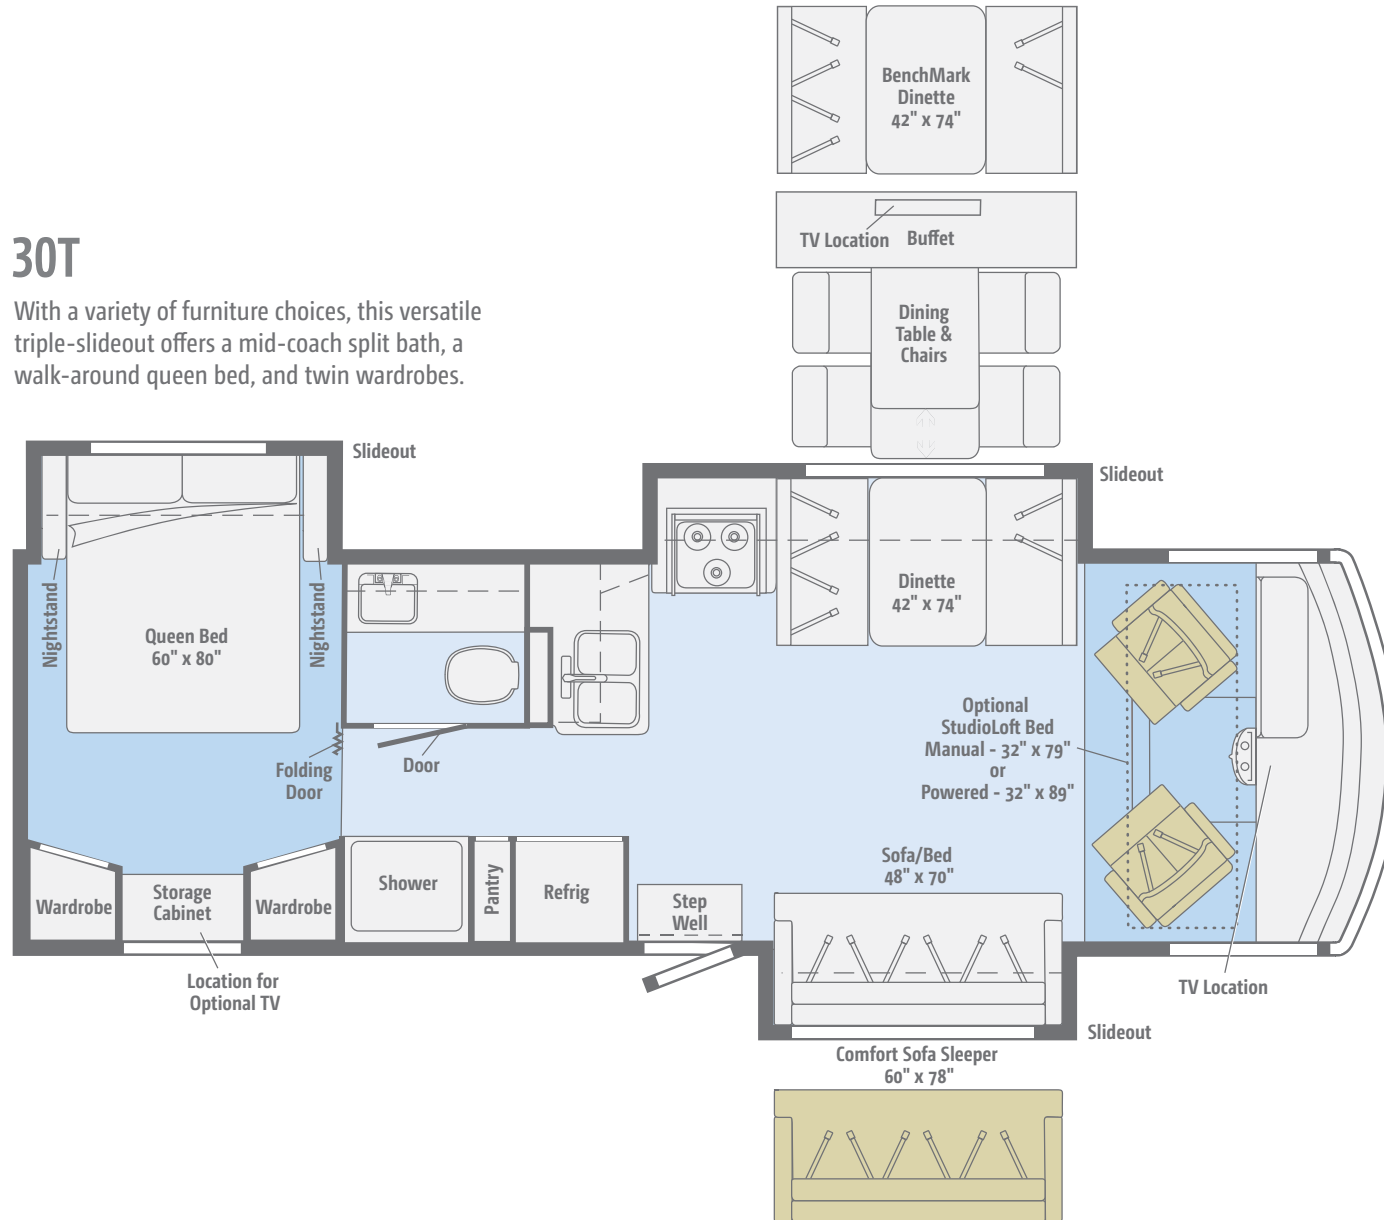 BenchMark
Dinette
42" x 74"
TV Location
Buffet
Dining
Table &
Chairs
30T
With a variety of furniture choices, this versatile
triple-slideout offers a mid-coach split bath, a
walk-around queen bed, and twin wardrobes.
Slideout
Slideout
Nightstand
Queen Bed
60" x 80"
Nightstand
Dinette
42" x 74"
Optional
StudioLoft Bed
Manual - 32" x 79"
or
Powered - 32" x 89"
Folding
Door
Door
Wardrobe
Storage
Cabinet
Wardrobe
Shower
Pantry
Refrig
Step
Well
Sofa/Bed
48" x 70"
Location for
Optional TV
TV Location
Slideout
Comfort Sofa Sleeper
60" x 78"